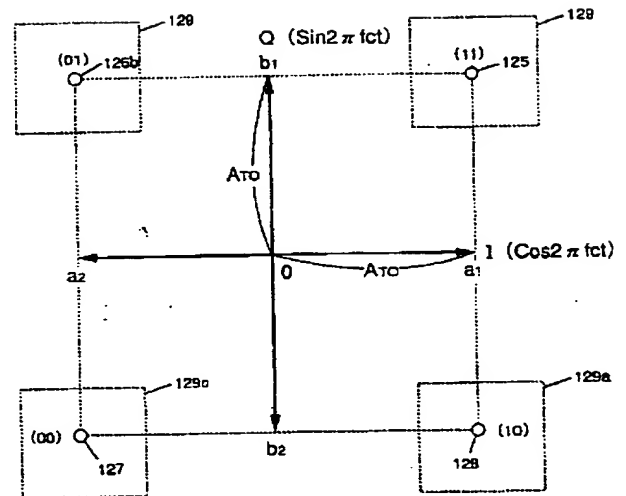 129
129
Q (Sin2πfct)
(01)
126b
b1
(11)
125
ATO
I (Cos2πfct)
a2
0
ATO
a1
129c
129a
(00)
127
b2
(10)
128